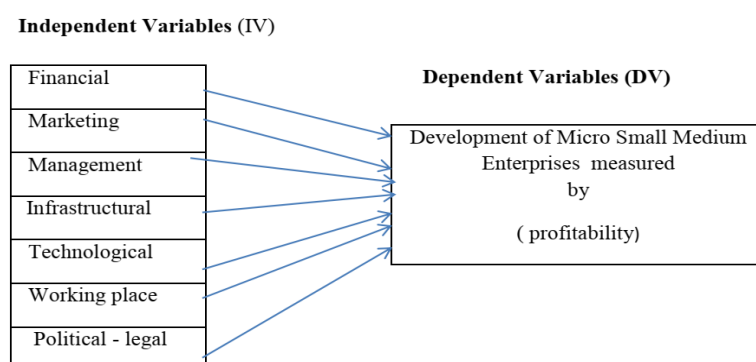 Independent Variables (IV)
Financial
Marketing
Management
Infrastructural
Technological
Working place
Political - legal
Dependent Variables (DV)
Development of Micro Small Medium
Enterprises measured
by
( profitability)